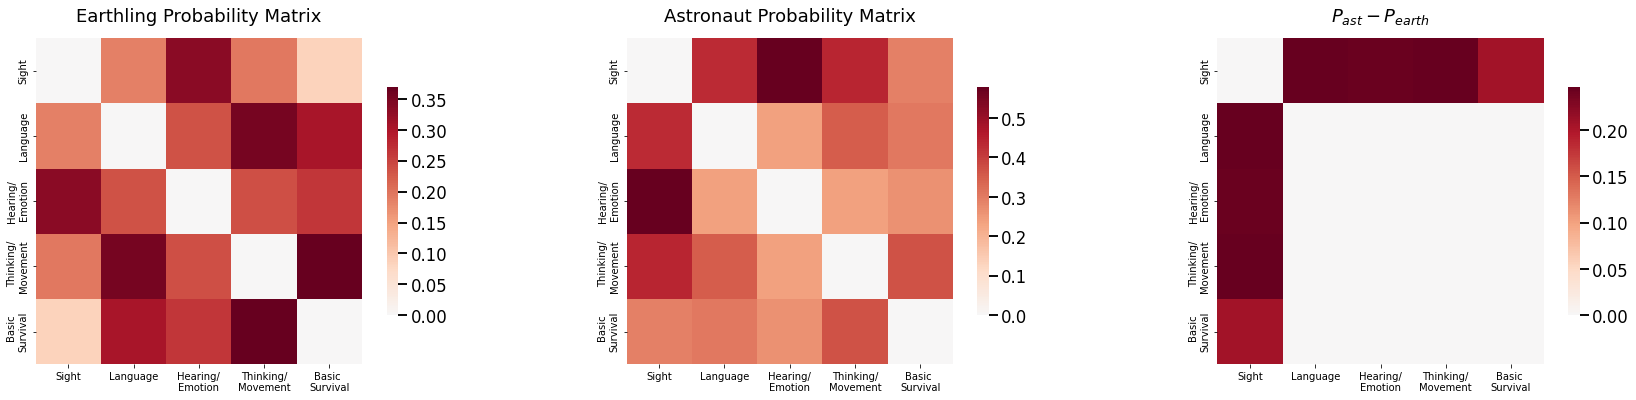 Earthling Probability Matrix
Sight
Language
Hearing/
Emotion
Thinking/
Movement
Basic
Survival
Sight
Language
Hearing/
Emotion
Thinking/
Movement
Basic
Survival
0.35
0.30
0.25
0.20
0.15
0.10
0.05
0.00
Astronaut Probability Matrix
Sight
Language
Hearing/
Emotion
Thinking/
Movement
Basic
Survival
Sight
Language
Hearing/
Emotion
Thinking/
Movement
Basic
Survival
0.5
0.4
0.3
0.2
0.1
0.0
P_ast − P_earth
Sight
Language
Hearing/
Emotion
Thinking/
Movement
Basic
Survival
Sight
Language
Hearing/
Emotion
Thinking/
Movement
Basic
Survival
0.20
0.15
0.10
0.05
0.00